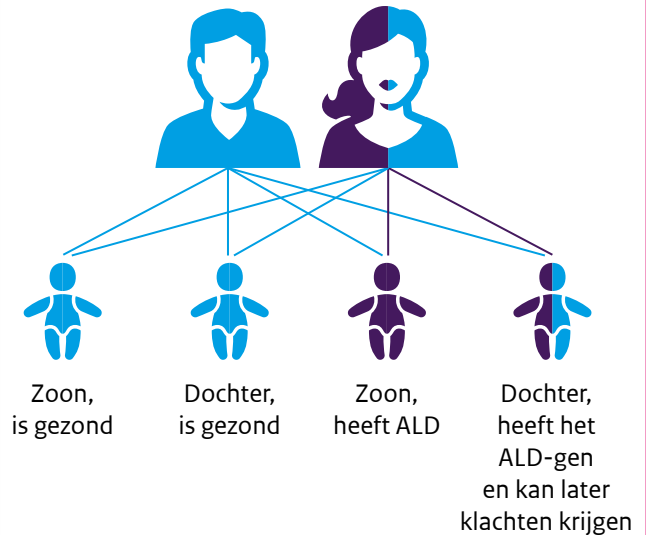 Zoon,
is gezond
Dochter,
is gezond
Zoon,
heeft ALD
Dochter,
heeft het
ALD-gen
en kan later
klachten krijgen